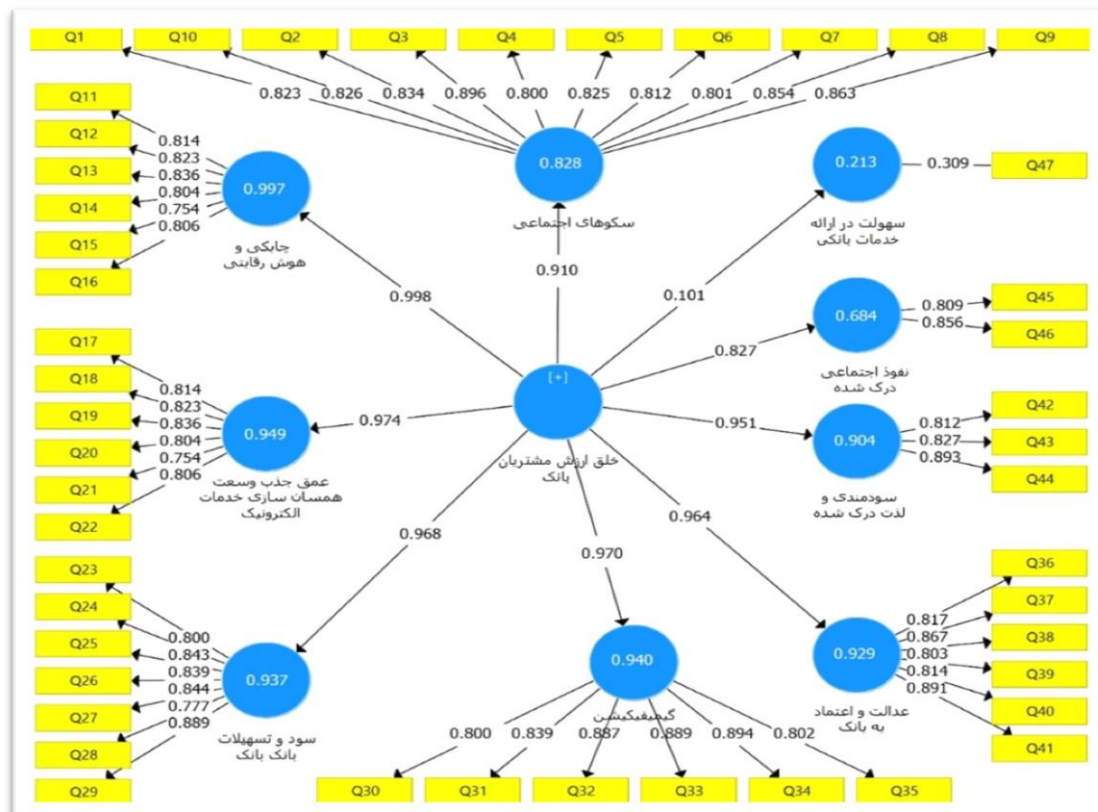 Q1 Q10 Q2 Q3 Q4 Q5 Q6 Q7 Q8 Q9
0.823 0.826 0.834 0.896 0.800 0.825 0.812 0.801 0.854 0.863
0.828
سکوهای اجتماعی
0.910
Q11
Q12
Q13
Q14
Q15
Q16
0.814
0.823
0.836
0.804
0.754
0.806
0.997
چابکی و
هوش رقابتی
0.998
0.213
0.309
Q47
سهولت در ارائه
خدمات بانکی
0.101
0.684
0.809
0.856
Q45
Q46
نفوذ اجتماعی
درک شده
0.827
[+]
خلق ارزش مشتریان
بانک
Q17
Q18
Q19
Q20
Q21
Q22
0.814
0.823
0.836
0.804
0.754
0.806
0.949
عمق جذب وسعت
همسان سازی خدمات
الکترونیک
0.974
0.951
0.904
0.812
0.827
0.893
Q42
Q43
Q44
سودمندی و
لذت درک شده
Q23
Q24
Q25
Q26
Q27
Q28
Q29
0.800
0.843
0.839
0.844
0.777
0.889
0.937
سود و تسهیلات
بانک بانک
0.968
0.970
0.940
گیمیفیکیشن
0.800 0.839 0.887 0.889 0.894 0.802
Q30 Q31 Q32 Q33 Q34 Q35
0.964
0.929
0.817
0.867
0.803
0.814
0.891
Q36
Q37
Q38
Q39
Q40
Q41
عدالت و اعتماد
به بانک